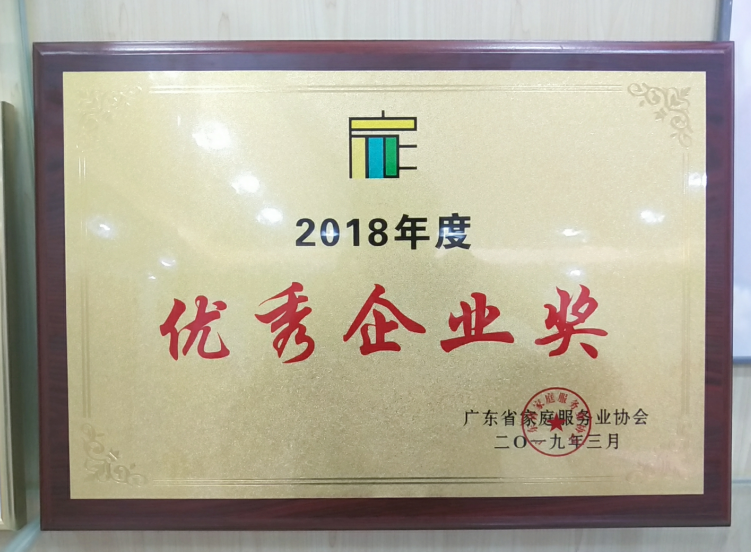 2018年度
优秀企业奖
广东省家庭服务业协会
二〇一九年三月